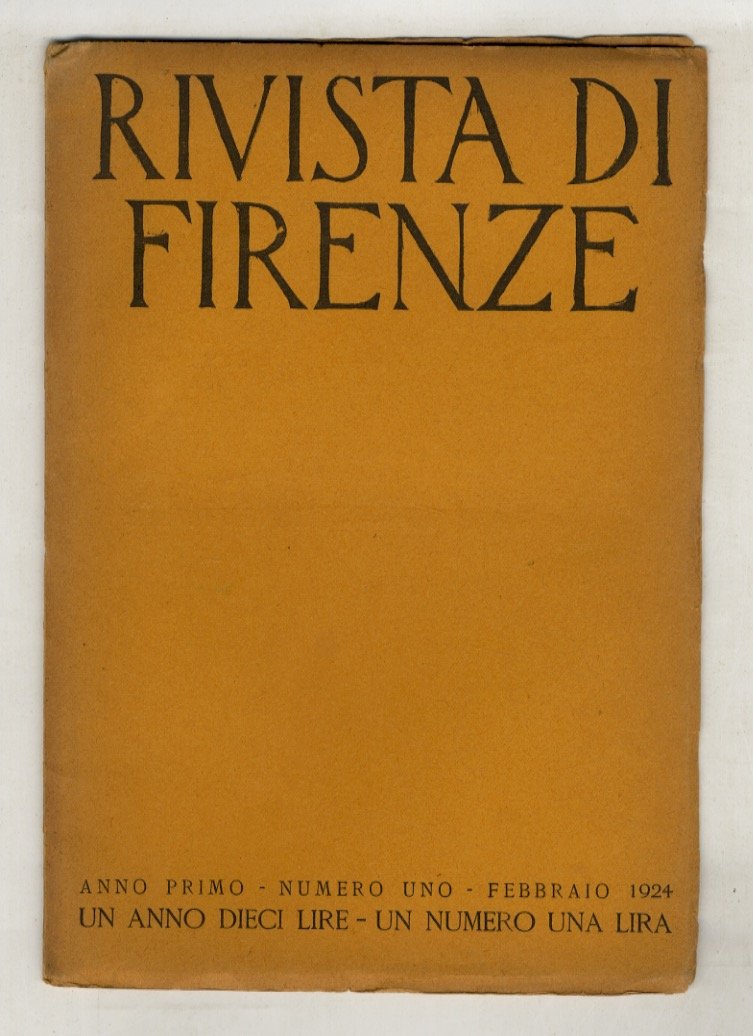 RIVISTA DI
FIRENZE
ANNO PRIMO - NUMERO UNO - FEBBRAIO 1924
UN ANNO DIECI LIRE - UN NUMERO UNA LIRA